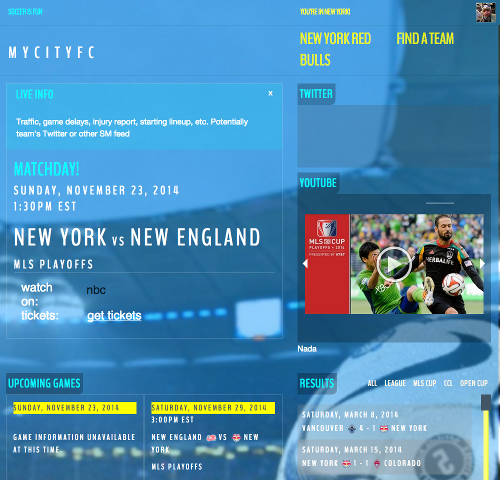 SOCCER IS FUN
YOU'RE IN NEW YORK!
MYCITYFC
NEW YORK RED
BULLS
FIND A TEAM
LIVE INFO
x
Traffic, game delays, injury report, starting lineup, etc. Potentially
team's Twitter or other SM feed
MATCHDAY!
SUNDAY, NOVEMBER 23, 2014
1:30PM EST
NEW YORK VS NEW ENGLAND
MLS PLAYOFFS
watch
on:
nbc
tickets:
get tickets
TWITTER
YOUTUBE
MLS CUP
PLAYOFFS 2014
PRESENTED BY AT&T
XBOX
HERBALIFE
Nada
UPCOMING GAMES
SUNDAY, NOVEMBER 23, 2014
GAME INFORMATION UNAVAILABLE
AT THIS TIME.
SATURDAY, NOVEMBER 29, 2014
3:00PM EST
NEW ENGLAND VS NEW
YORK
MLS PLAYOFFS
RESULTS
ALL LEAGUE MLS CUP CCL OPEN CUP
SATURDAY, MARCH 8, 2014
VANCOUVER 4 - 1 NEW YORK
SATURDAY, MARCH 15, 2014
NEW YORK 1 - 1 COLORADO